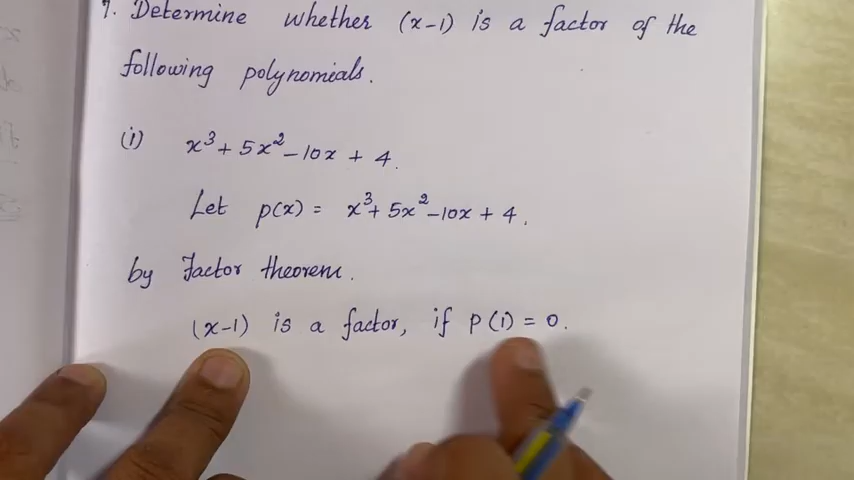 7. Determine whether (x-1) is a factor of the
following polynomials.
(i) x³+5x²-10x+4.
Let p(x) = x³+5x²-10x+4.
by Factor theorem.
(x-1) is a factor, if P(1) = 0.